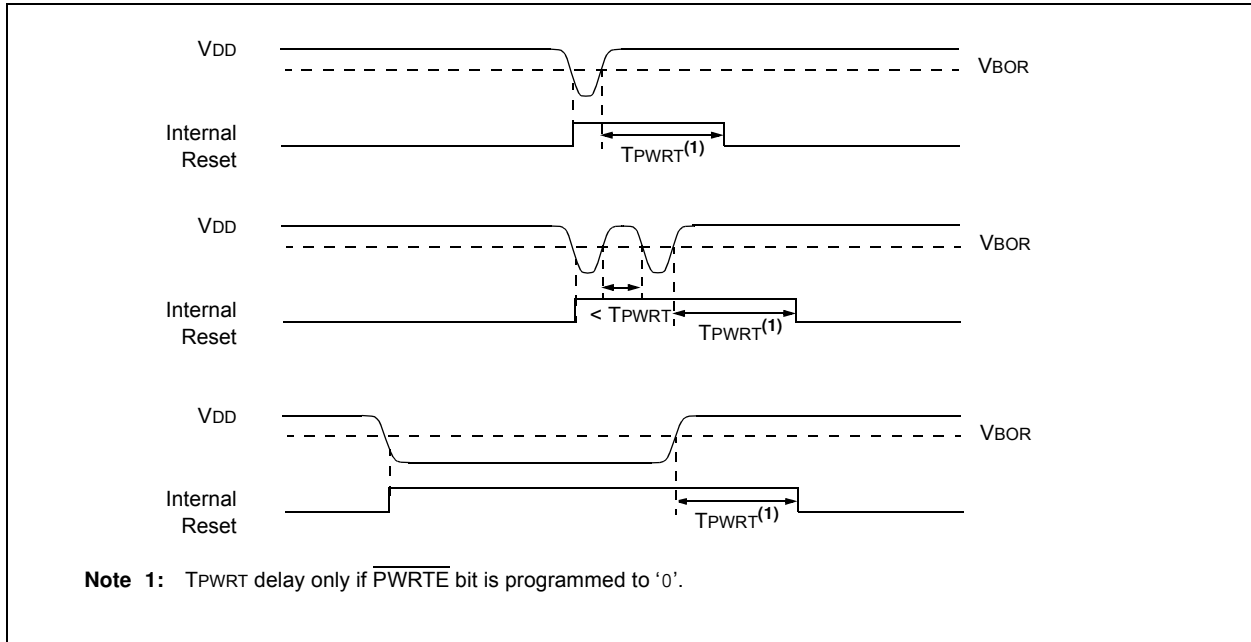 VDD
VBOR
Internal
Reset
TPWRT(1)
VDD
VBOR
Internal
Reset
< TPWRT
TPWRT(1)
VDD
VBOR
Internal
Reset
TPWRT(1)
Note 1: TPWRT delay only if PWRTE bit is programmed to ‘0’.